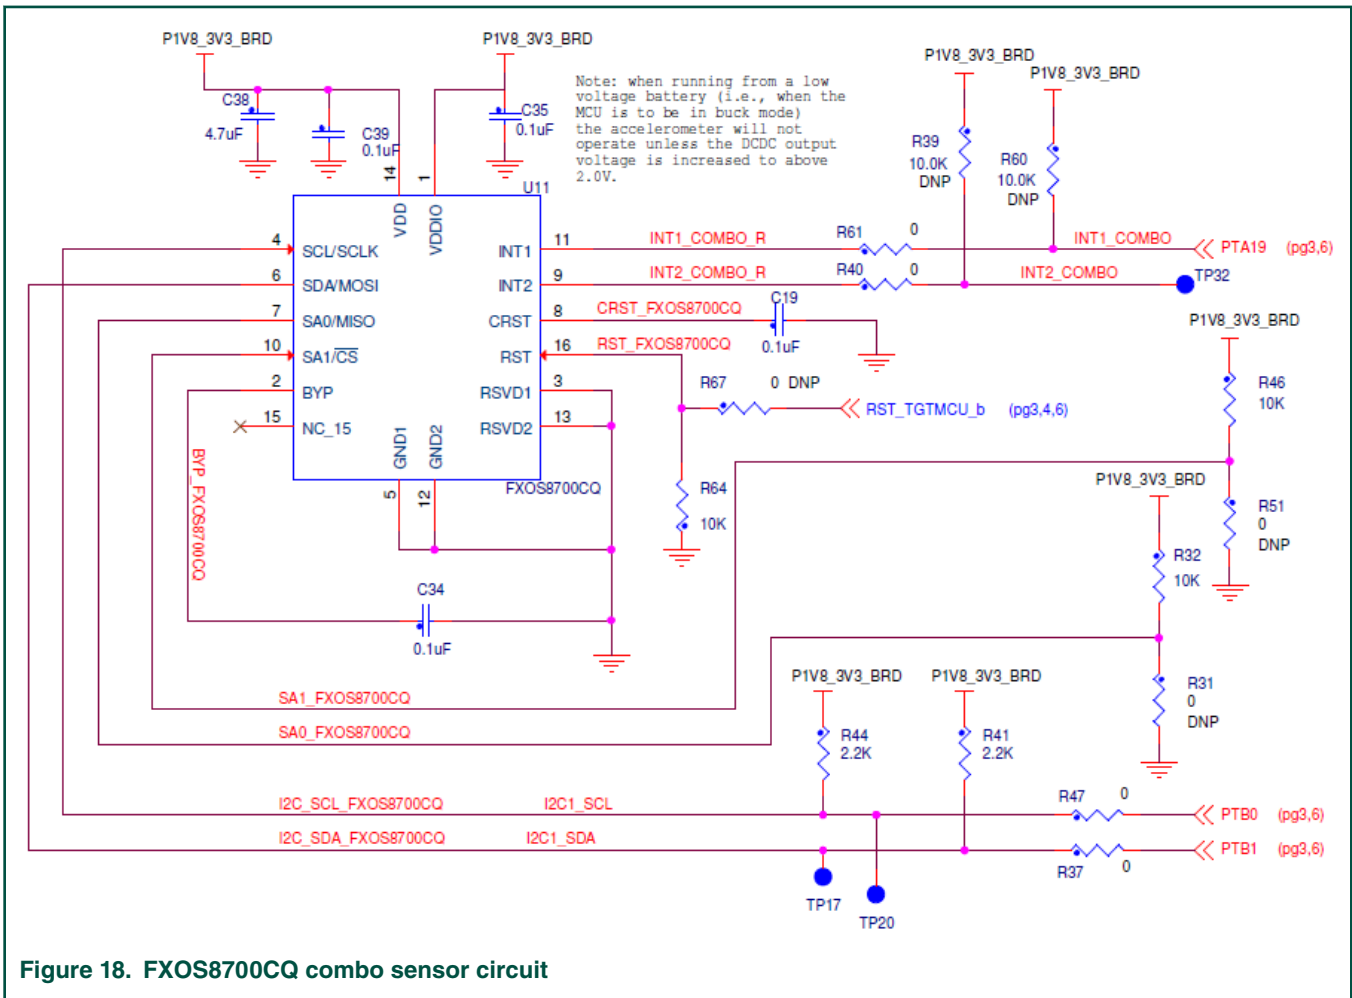 P1V8_3V3_BRD
P1V8_3V3_BRD
P1V8_3V3_BRD
P1V8_3V3_BRD
Note: when running from a low
voltage battery (i.e., when the
MCU is to be in buck mode)
the accelerometer will not
operate unless the DCDC output
voltage is increased to above
2.0V.
C38
4.7uF
C39
0.1uF
C35
0.1uF
R39
10.0K
DNP
R60
10.0K
DNP
14
1
U11
VDD
VDDIO
4
SCL/SCLK
6
SDA/MOSI
7
SA0/MISO
10
SA1/CS
2
BYP
15
NC_15
INT1
11
INT2
9
CRST
8
RST
16
RSVD1
3
RSVD2
13
GND1
GND2
5
12
FXOS8700CQ
INT1_COMBO_R
R61
0
INT1_COMBO
PTA19
(pg3,6)
INT2_COMBO_R
R40
0
INT2_COMBO
TP32
CRST_FXOS8700CQ
C19
0.1uF
RST_FXOS8700CQ
R67
0 DNP
RST_TGTMCU_b
(pg3,4,6)
R64
10K
P1V8_3V3_BRD
R46
10K
R51
0
DNP
P1V8_3V3_BRD
R32
10K
R31
0
DNP
BYP_FXOS8700CQ
C34
0.1uF
SA1_FXOS8700CQ
SA0_FXOS8700CQ
P1V8_3V3_BRD
P1V8_3V3_BRD
R44
2.2K
R41
2.2K
I2C_SCL_FXOS8700CQ
I2C1_SCL
R47
0
PTB0
(pg3,6)
I2C_SDA_FXOS8700CQ
I2C1_SDA
R37
0
PTB1
(pg3,6)
TP17
TP20
Figure 18. FXOS8700CQ combo sensor circuit